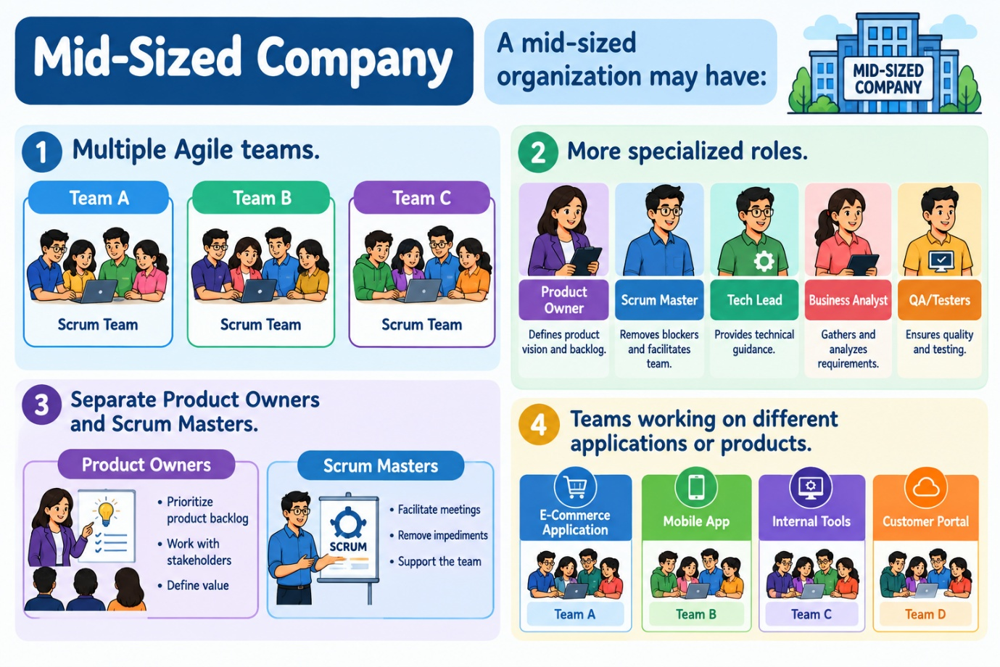 Mid-Sized Company
A mid-sized
organization may have:
MID-SIZED
COMPANY
1
Multiple Agile teams.
Team A
Team B
Team C
Scrum Team
Scrum Team
Scrum Team
2
More specialized roles.
Product
Owner
Scrum Master
Tech Lead
Business Analyst
QA/Testers
Defines product
vision and backlog.
Removes blockers
and facilitates
team.
Provides technical
guidance.
Gathers and
analyzes
requirements.
Ensures quality
and testing.
3
Separate Product Owners
and Scrum Masters.
Product Owners
• Prioritize
product backlog
• Work with
stakeholders
• Define value
Scrum Masters
SCRUM
• Facilitate meetings
• Remove impediments
• Support the team
4
Teams working on different
applications or products.
E-Commerce
Application
Mobile App
Internal Tools
Customer Portal
Team A
Team B
Team C
Team D